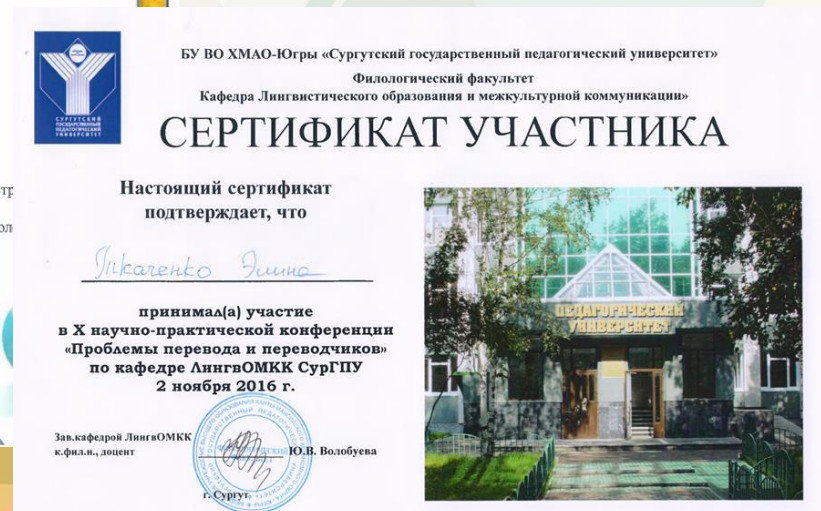 БУ ВО ХМАО-Югры «Сургутский государственный педагогический университет»
Филологический факультет
Кафедра Лингвистического образования и межкультурной коммуникации»
СУРГУТСКИЙ
ГОСУДАРСТВЕННЫЙ
ПЕДАГОГИЧЕСКИЙ
УНИВЕРСИТЕТ
СЕРТИФИКАТ УЧАСТНИКА
Настоящий сертификат
подтверждает, что
Ткаченко Элина
принимал(а) участие
в X научно-практической конференции
«Проблемы перевода и переводчиков»
по кафедре ЛингвОМКК СурГПУ
2 ноября 2016 г.
Зав.кафедрой ЛингвОМКК
к.фил.н., доцент Ю.В. Волобуева
г. Сургут
ПЕДАГОГИЧЕСКИЙ
УНИВЕРСИТЕТ